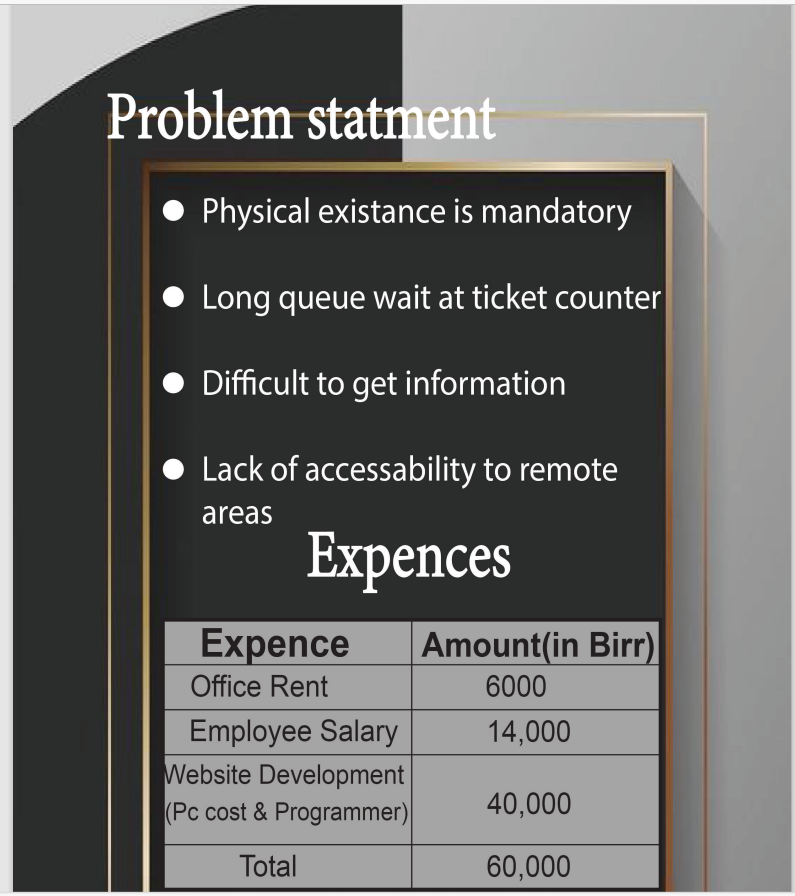 Problem statment
● Physical existance is mandatory
● Long queue wait at ticket counter
● Difficult to get information
● Lack of accessability to remote
areas
Expences
Expence Amount(in Birr)
Office Rent 6000
Employee Salary 14,000
Website Development
(Pc cost & Programmer) 40,000
Total 60,000